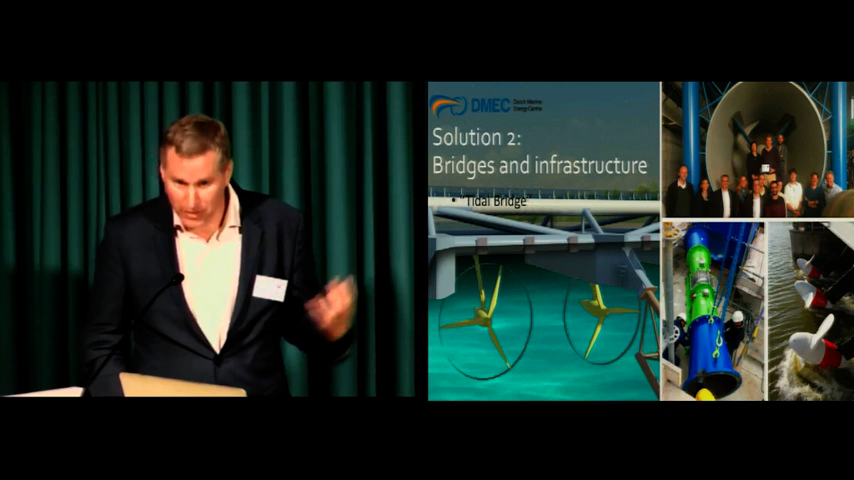 DMEC Dutch Marine
Energy Centre
Solution 2:
Bridges and infrastructure
• Tidal Bridge